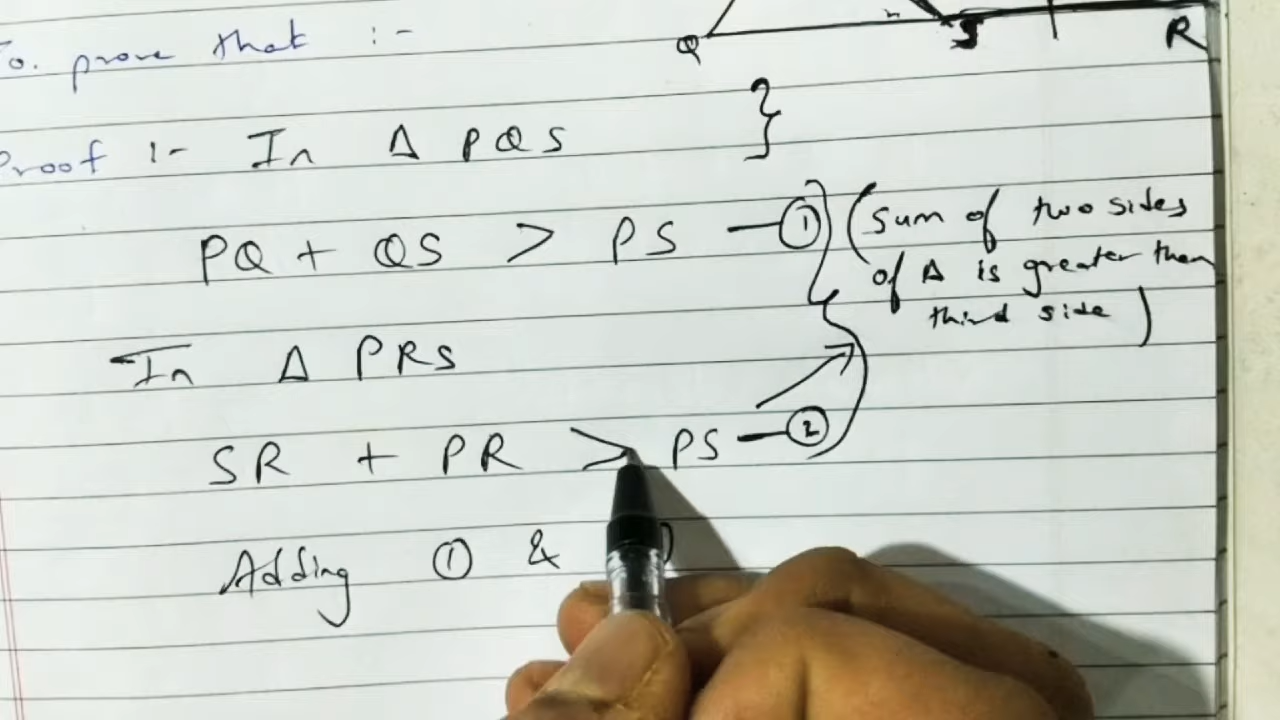 To. prove that :-
Q S R
Proof :- In Δ PQS
PQ + QS > PS — ① (Sum of two sides
of Δ is greater than
third side)
In Δ PRS
SR + PR > PS — ②
Adding ① &